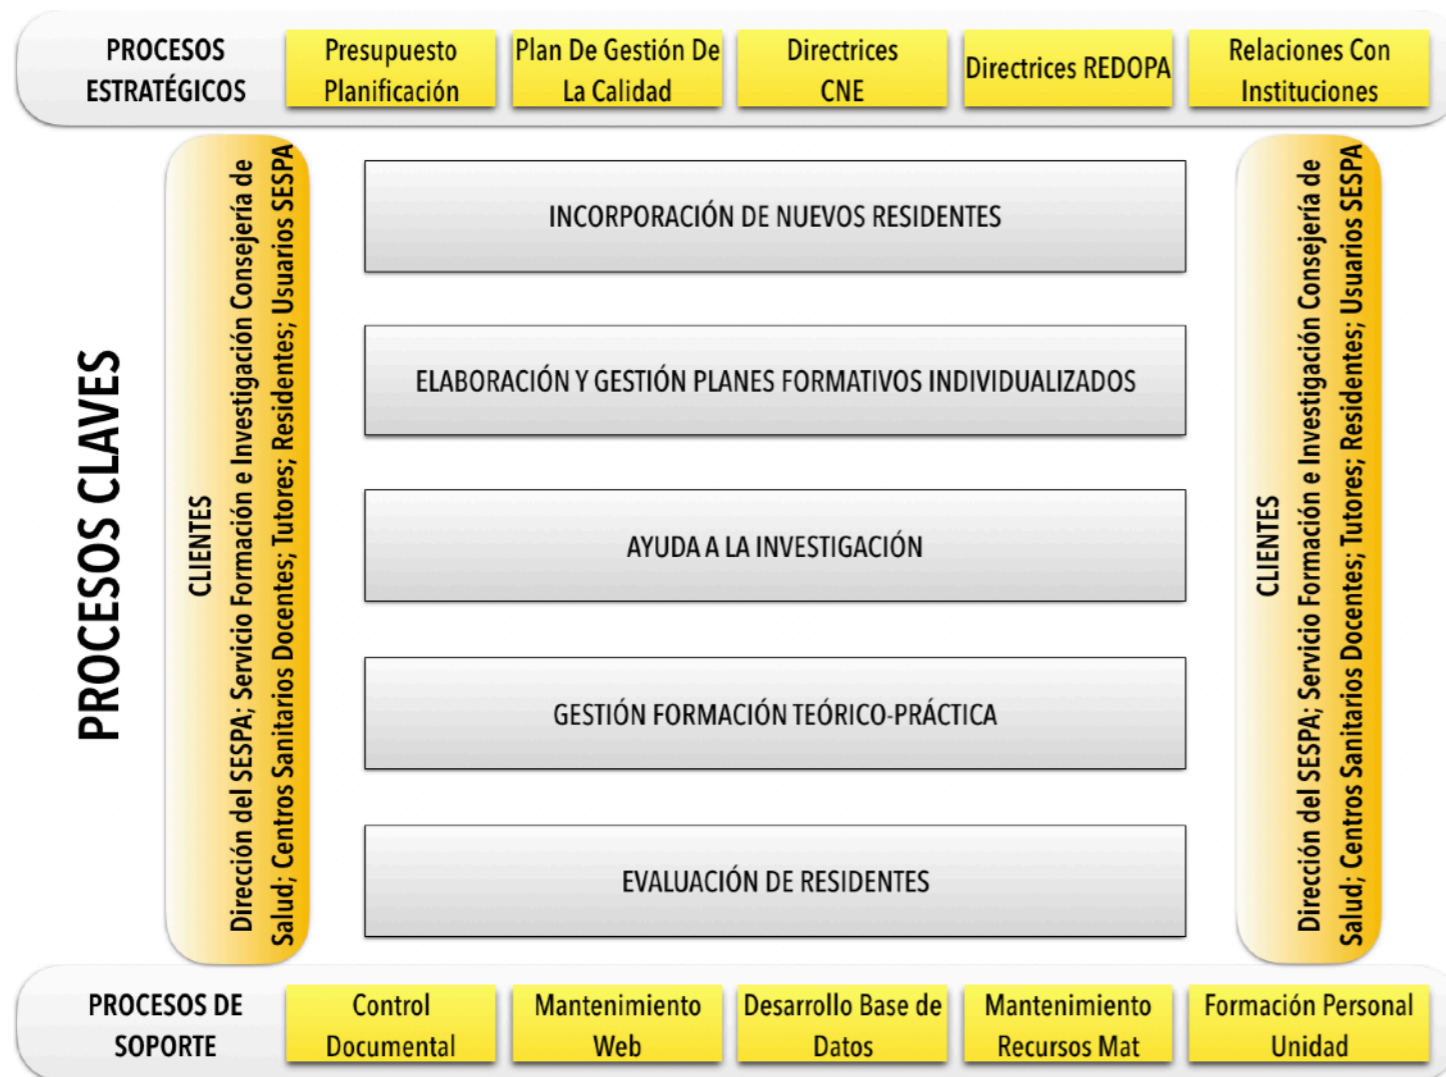 PROCESOS
ESTRATÉGICOS
Presupuesto
Planificación
Plan De Gestión De
La Calidad
Directrices
CNE
Directrices REDOPA
Relaciones Con
Instituciones
PROCESOS CLAVES
CLIENTES
Dirección del SESPA; Servicio Formación e Investigación Consejería de
Salud; Centros Sanitarios Docentes; Tutores; Residentes; Usuarios SESPA
INCORPORACIÓN DE NUEVOS RESIDENTES
ELABORACIÓN Y GESTIÓN PLANES FORMATIVOS INDIVIDUALIZADOS
AYUDA A LA INVESTIGACIÓN
GESTIÓN FORMACIÓN TEÓRICO-PRÁCTICA
EVALUACIÓN DE RESIDENTES
CLIENTES
Dirección del SESPA; Servicio Formación e Investigación Consejería de
Salud; Centros Sanitarios Docentes; Tutores; Residentes; Usuarios SESPA
PROCESOS DE
SOPORTE
Control
Documental
Mantenimiento
Web
Desarrollo Base de
Datos
Mantenimiento
Recursos Mat
Formación Personal
Unidad